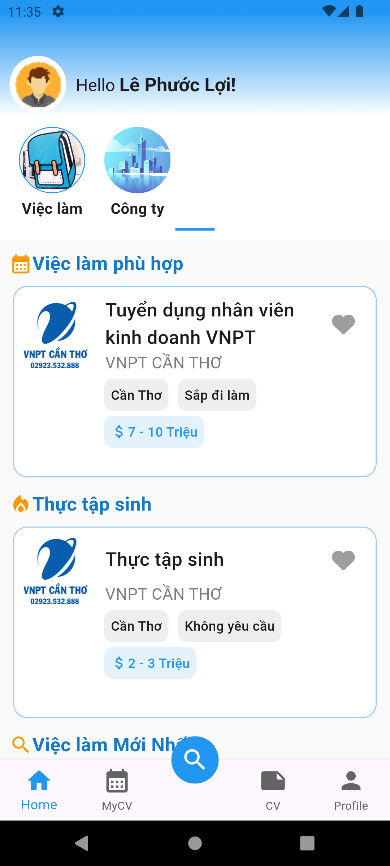 11:35
Hello Lê Phước Lợi!
Việc làm
Công ty
Việc làm phù hợp
Tuyển dụng nhân viên
kinh doanh VNPT
VNPT CẦN THƠ
02923.532.888
VNPT CẦN THƠ
Cần Thơ
Sắp đi làm
$ 7 - 10 Triệu
Thực tập sinh
Thực tập sinh
VNPT CẦN THƠ
02923.532.888
VNPT CẦN THƠ
Cần Thơ
Không yêu cầu
$ 2 - 3 Triệu
Việc làm Mới Nhấ
Home
MyCV
CV
Profile